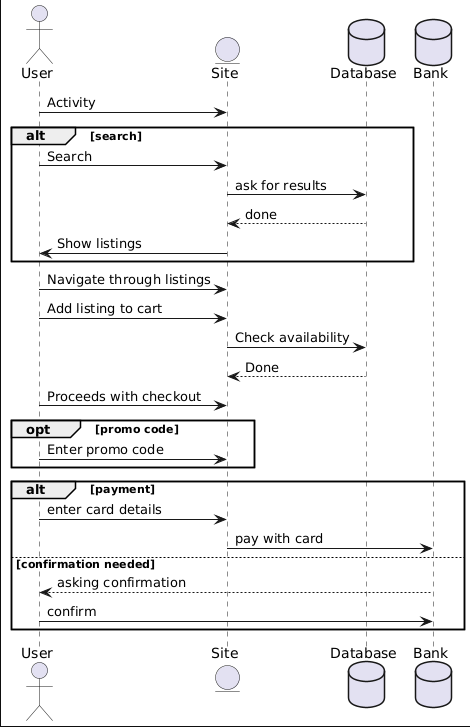 User Site Database Bank
Activity
alt [search]
Search
ask for results
done
Show listings
Navigate through listings
Add listing to cart
Check availability
Done
Proceeds with checkout
opt [promo code]
Enter promo code
alt [payment]
enter card details
pay with card
[confirmation needed]
asking confirmation
confirm
User Site Database Bank